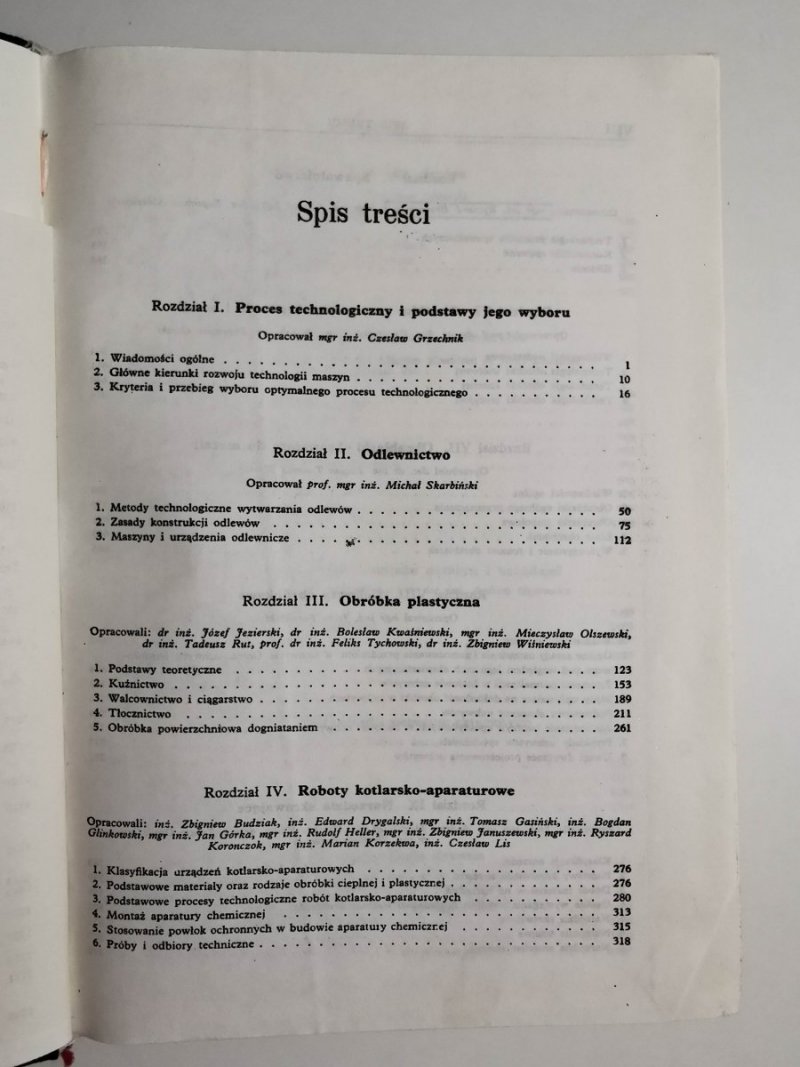 Spis treści
Rozdział I. Proces technologiczny i podstawy jego wyboru
Opracował mgr inż. Czesław Grzechnik
1. Wiadomości ogólne . . . . . . . . . . . . . . . . . . . . . . . . . . 1
2. Główne kierunki rozwoju technologii maszyn . . . . . . . . . . . . . . . . . 10
3. Kryteria i przebieg wyboru optymalnego procesu technologicznego . . . . . . . . . . . 16
Rozdział II. Odlewnictwo
Opracował prof. mgr inż. Michał Skarbiński
1. Metody technologiczne wytwarzania odlewów . . . . . . . . . . . . . . . . . 50
2. Zasady konstrukcji odlewów . . . . . . . . . . . . . . . . . . . . . . . 75
3. Maszyny i urządzenia odlewnicze . . . . . . . . . . . . . . . . . . . . . 112
Rozdział III. Obróbka plastyczna
Opracowali: dr inż. Józef Jezierski, dr inż. Bolesław Kwaśniewski, mgr inż. Mieczysław Olszewski,
dr inż. Tadeusz Rut, prof. dr inż. Feliks Tychowski, dr inż. Zbigniew Wiśniewski
1. Podstawy teoretyczne . . . . . . . . . . . . . . . . . . . . . . . . . 123
2. Kuźnictwo . . . . . . . . . . . . . . . . . . . . . . . . . . . . . 153
3. Walcownictwo i ciągarstwo . . . . . . . . . . . . . . . . . . . . . . . 189
4. Tłocznictwo . . . . . . . . . . . . . . . . . . . . . . . . . . . . 211
5. Obróbka powierzchniowa dogniataniem . . . . . . . . . . . . . . . . . . . 261
Rozdział IV. Roboty kotlarsko-aparaturowe
Opracowali: inż. Zbigniew Budziak, inż. Edward Drygalski, mgr inż. Tomasz Gasiński, inż. Bogdan
Glinkowski, mgr inż. Jan Górka, mgr inż. Rudolf Heller, mgr inż. Zbigniew Januszewski, mgr inż. Ryszard
Koronczok, mgr inż. Marian Korzekwa, inż. Czesław Lis
1. Klasyfikacja urządzeń kotlarsko-aparaturowych . . . . . . . . . . . . . . . . 276
2. Podstawowe materiały oraz rodzaje obróbki cieplnej i plastycznej . . . . . . . . . . . 276
3. Podstawowe procesy technologiczne robót kotlarsko-aparaturowych . . . . . . . . . . 280
4. Montaż aparatury chemicznej . . . . . . . . . . . . . . . . . . . . . . 313
5. Stosowanie powłok ochronnych w budowie aparatury chemicznej . . . . . . . . . . . 315
6. Próby i odbiory techniczne . . . . . . . . . . . . . . . . . . . . . . . 318